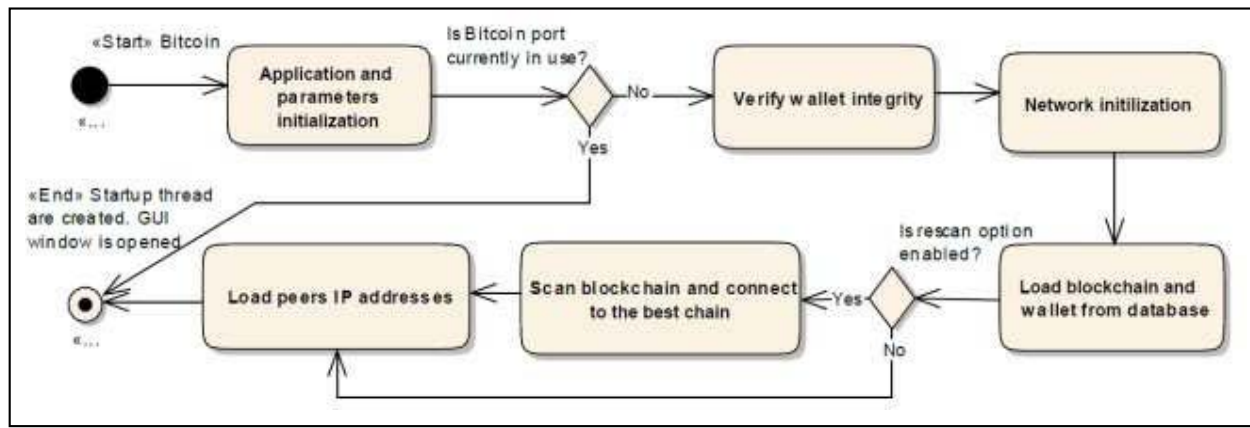 «Start» Bitcoin
Is Bitcoin port
currently in use?
Application and
parameters
initialization
No
Verify wallet integrity
Network initilization
«...
Yes
«End» Startup thread
are created. GUI
window is opened
Is rescan option
enabled?
Load peers IP addresses
Scan blockchain and connect
to the best chain
Yes
Load blockchain and
wallet from database
«...
No